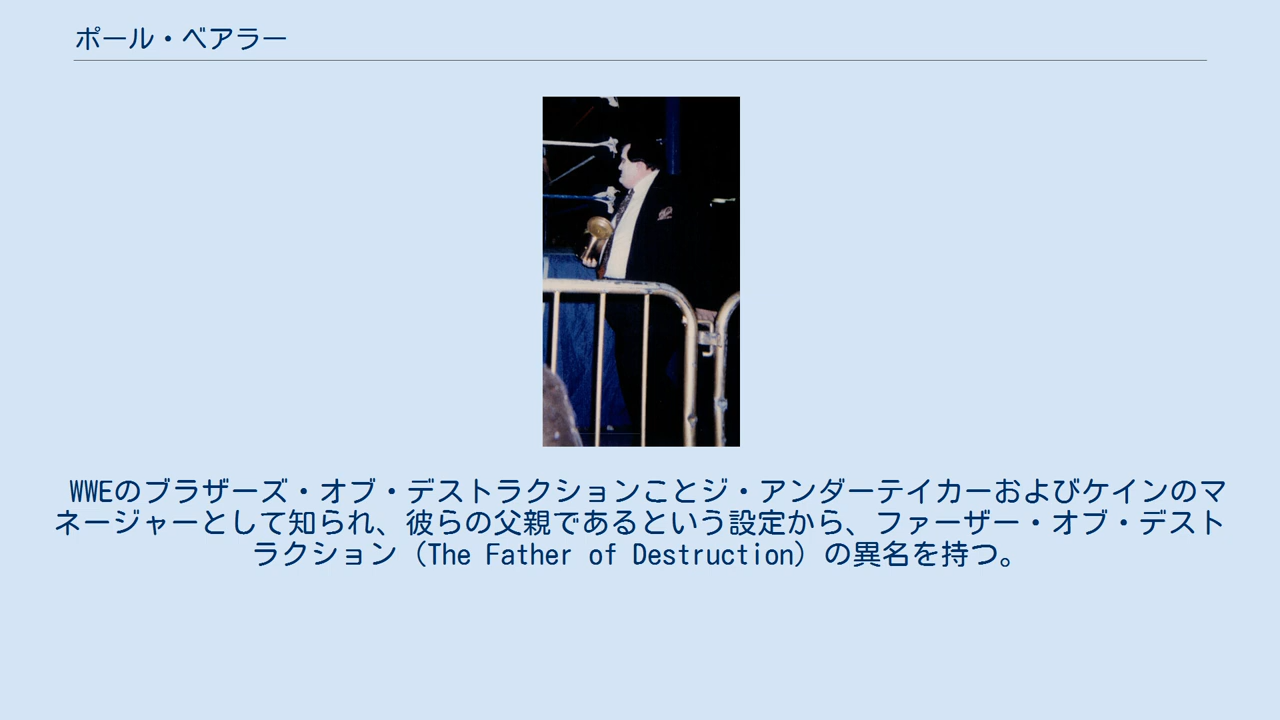 ポール・ベアラー
WWEのブラザーズ・オブ・デストラクションことジ・アンダーテイカーおよびケインのマ
ネージャーとして知られ、彼らの父親であるという設定から、ファーザー・オブ・デスト
ラクション（The Father of Destruction）の異名を持つ。